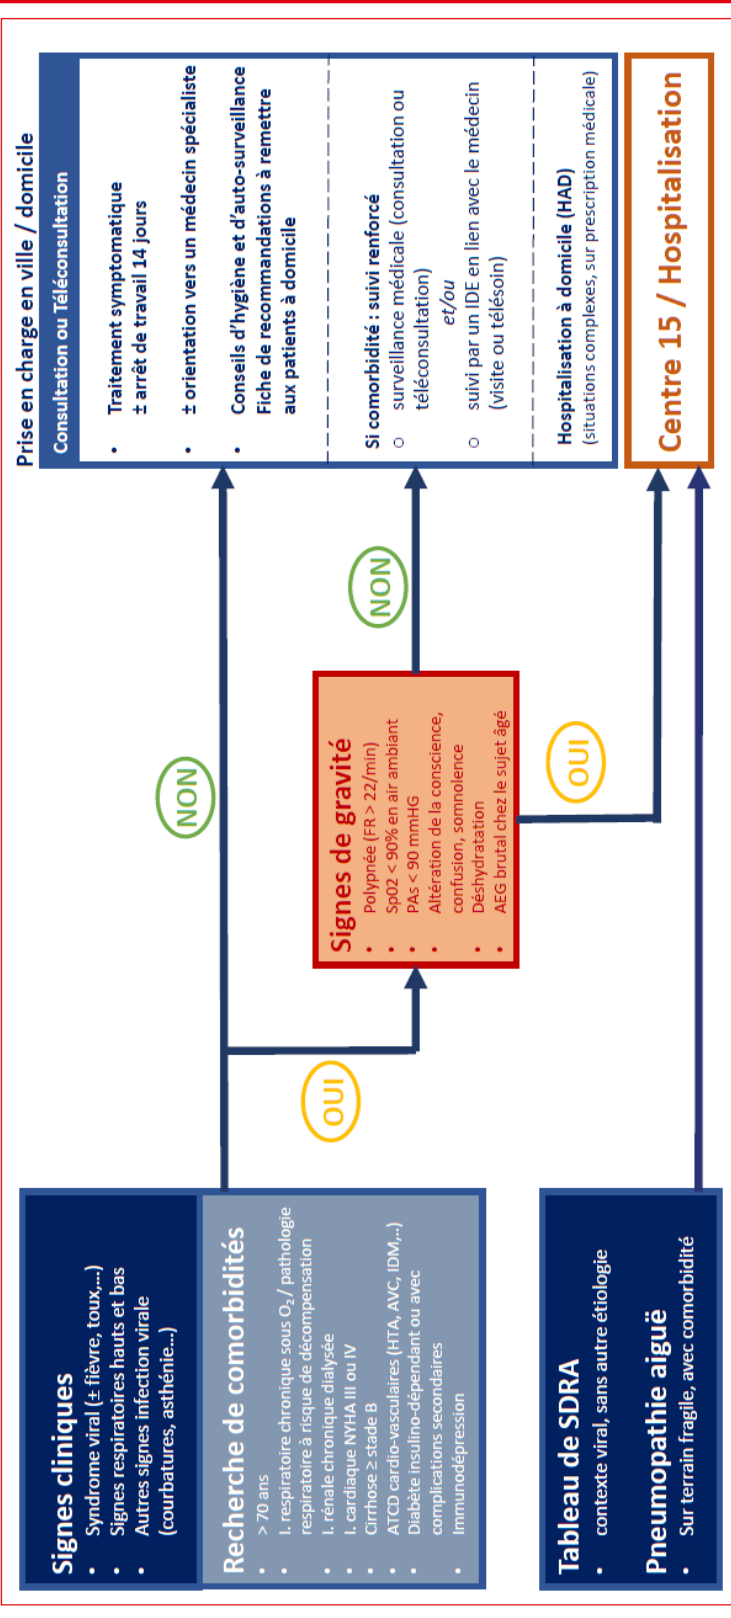 Signes cliniques
• Syndrome viral (± fièvre, toux,...)
• Signes respiratoires hauts et bas
• Autres signes infection virale
(courbatures, asthénie...)
Recherche de comorbidités
• > 70 ans
• I. respiratoire chronique sous O₂ / pathologie
respiratoire à risque de décompensation
• I. rénale chronique dialysée
• I. cardiaque NYHA III ou IV
• Cirrhose ≥ stade B
• ATCD cardio-vasculaires (HTA, AVC, IDM,..)
• Diabète insulino-dépendant ou avec
complications secondaires
• Immunodépression
Tableau de SDRA
• contexte viral, sans autre étiologie
Pneumopathie aiguë
• Sur terrain fragile, avec comorbidité
OUI
NON
Signes de gravité
• Polypnée (FR > 22/min)
• Sp02 < 90% en air ambiant
• PAs < 90 mmHG
• Altération de la conscience,
confusion, somnolence
• Déshydratation
• AEG brutal chez le sujet âgé
NON
OUI
Prise en charge en ville / domicile
Consultation ou Téléconsultation
• Traitement symptomatique
± arrêt de travail 14 jours
• ± orientation vers un médecin spécialiste
• Conseils d'hygiène et d'auto-surveillance
Fiche de recommandations à remettre
aux patients à domicile
Si comorbidité : suivi renforcé
○ surveillance médicale (consultation ou
téléconsultation)
et/ou
○ suivi par un IDE en lien avec le médecin
(visite ou télésoin)
Hospitalisation à domicile (HAD)
(situations complexes, sur prescription médicale)
Centre 15 / Hospitalisation